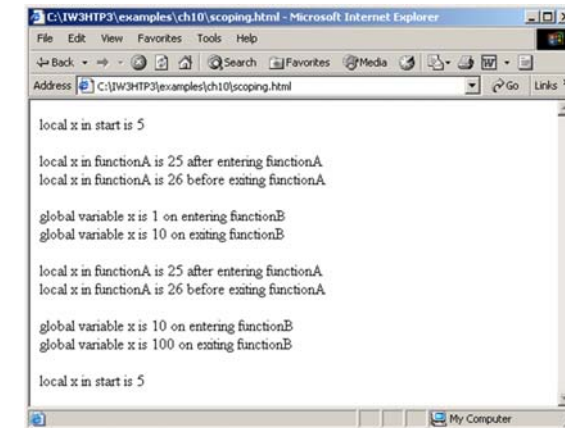 C:\IW3HTP3\examples\ch10\scoping.html - Microsoft Internet Explorer
File Edit View Favorites Tools Help
Back Search Favorites Media
Address C:\IW3HTP3\examples\ch10\scoping.html Go Links
local x in start is 5
local x in functionA is 25 after entering functionA
local x in functionA is 26 before exiting functionA
global variable x is 1 on entering functionB
global variable x is 10 on exiting functionB
local x in functionA is 25 after entering functionA
local x in functionA is 26 before exiting functionA
global variable x is 10 on entering functionB
global variable x is 100 on exiting functionB
local x in start is 5
My Computer